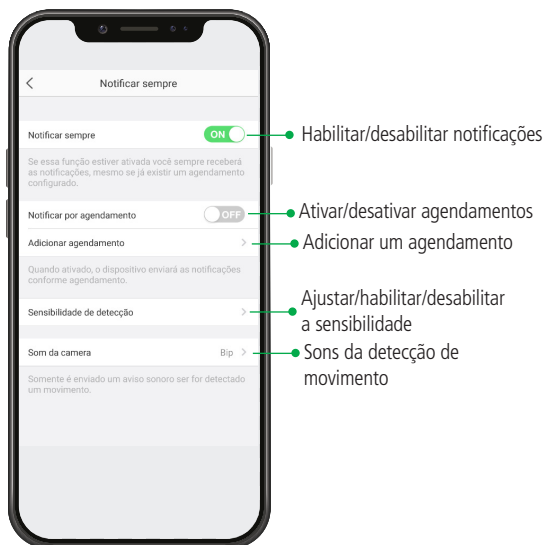 Notificar sempre
Notificar sempre ON
Habilitar/desabilitar notificações
Se essa função estiver ativada você sempre receberá
as notificações, mesmo se já existir um agendamento
configurado.
Notificar por agendamento OFF
Ativar/desativar agendamentos
Adicionar agendamento
Adicionar um agendamento
Quando ativado, o dispositivo enviará as notificações
conforme agendamento.
Sensibilidade de detecção
Ajustar/habilitar/desabilitar
a sensibilidade
Som da camera Bip
Sons da detecção de
movimento
Somente é enviado um aviso sonoro ser for detectado
um movimento.